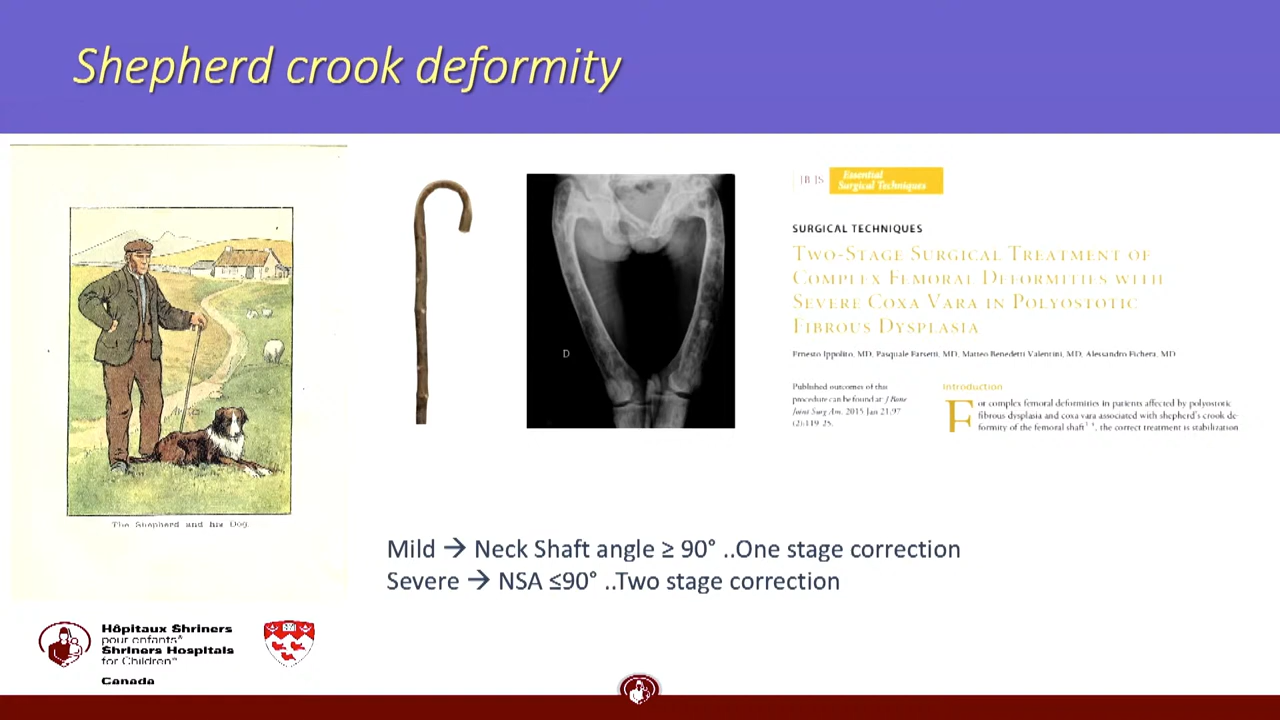 Shepherd crook deformity
The Shepherd and his Dog.
D
JBJS
Essential
Surgical Techniques
SURGICAL TECHNIQUES
TWO-STAGE SURGICAL TREATMENT OF
COMPLEX FEMORAL DEFORMITIES WITH
SEVERE COXA VARA IN POLYOSTOTIC
FIBROUS DYSPLASIA
Ernesto Ippolito, MD, Pasquale Farsetti, MD, Matteo Benedetti Valentini, MD, Alessandro Fichera, MD
Published outcomes of this
procedure can be found at: J Bone
Joint Surg Am. 2015 Jan 21;97
(2):119-25.
Introduction
For complex femoral deformities in patients affected by polyostotic
fibrous dysplasia and coxa vara associated with shepherd's crook de-
formity of the femoral shaft, the correct treatment is stabilization
Mild → Neck Shaft angle ≥ 90° ..One stage correction
Severe → NSA ≤90° ..Two stage correction
Hôpitaux Shriners
pour enfants
Shriners Hospitals
for Children
Canada